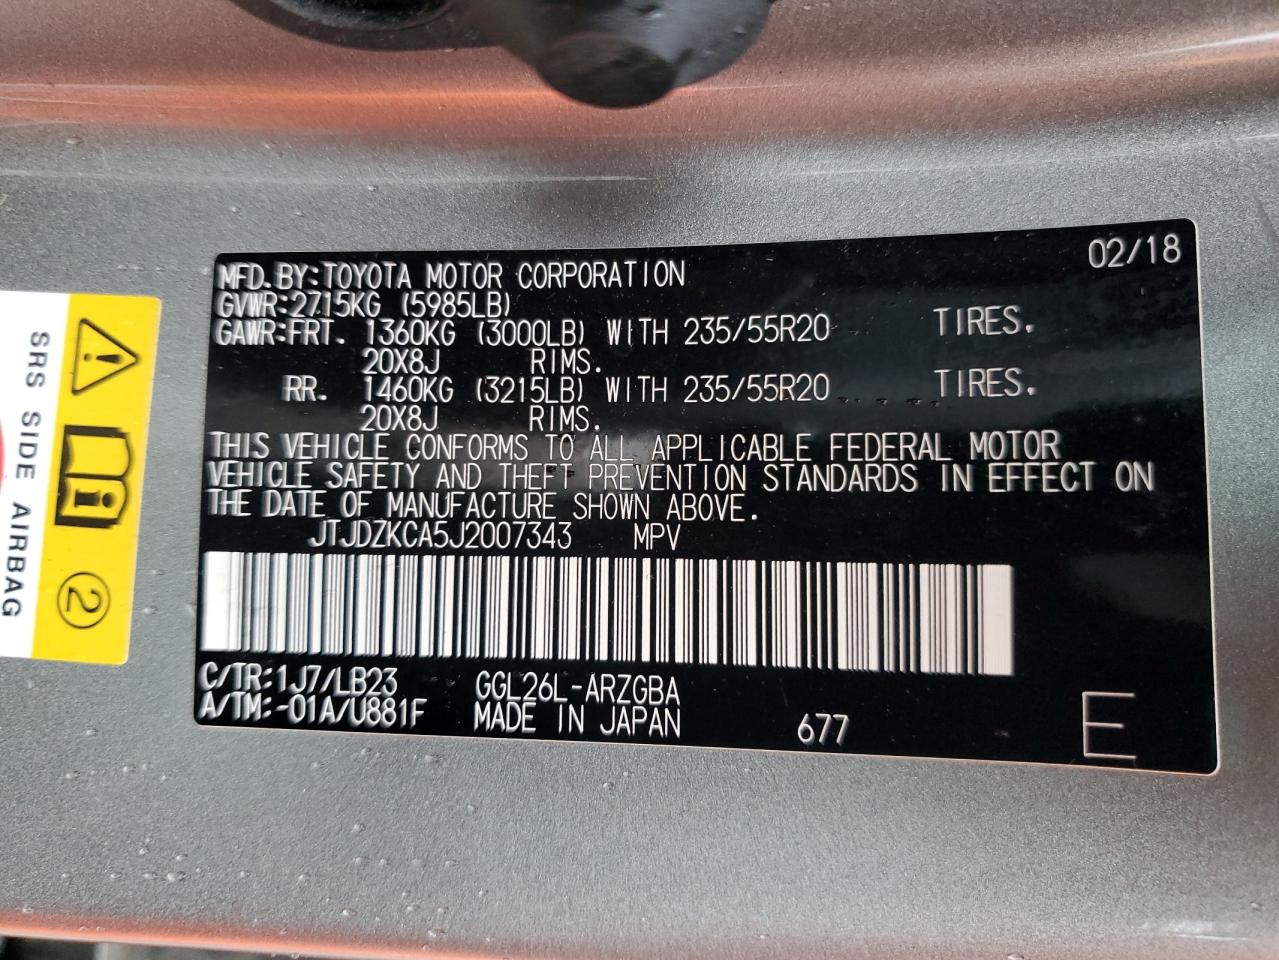 02/18
MFD.BY:TOYOTA MOTOR CORPORATION
GVWR:2715KG (5985LB)
GAWR:FRT. 1360KG (3000LB) WITH 235/55R20 TIRES.
20X8J RIMS.
RR. 1460KG (3215LB) WITH 235/55R20 TIRES.
20X8J RIMS.
THIS VEHICLE CONFORMS TO ALL APPLICABLE FEDERAL MOTOR
VEHICLE SAFETY AND THEFT PREVENTION STANDARDS IN EFFECT ON
THE DATE OF MANUFACTURE SHOWN ABOVE.
JTJDZKCA5J2007343 MPV
C/TR:1J7/LB23 GGL26L-ARZGBA
A/TM:-01A/U881F MADE IN JAPAN 677 E
SRS SIDE AIRBAG
2